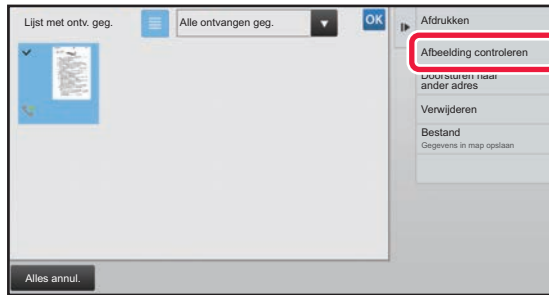 Lijst met ontv. geg.
Alle ontvangen geg.
OK
Afdrukken
Afbeelding controleren
Doorsturen naar
ander adres
Verwijderen
Bestand
Gegevens in map opslaan
Alles annul.